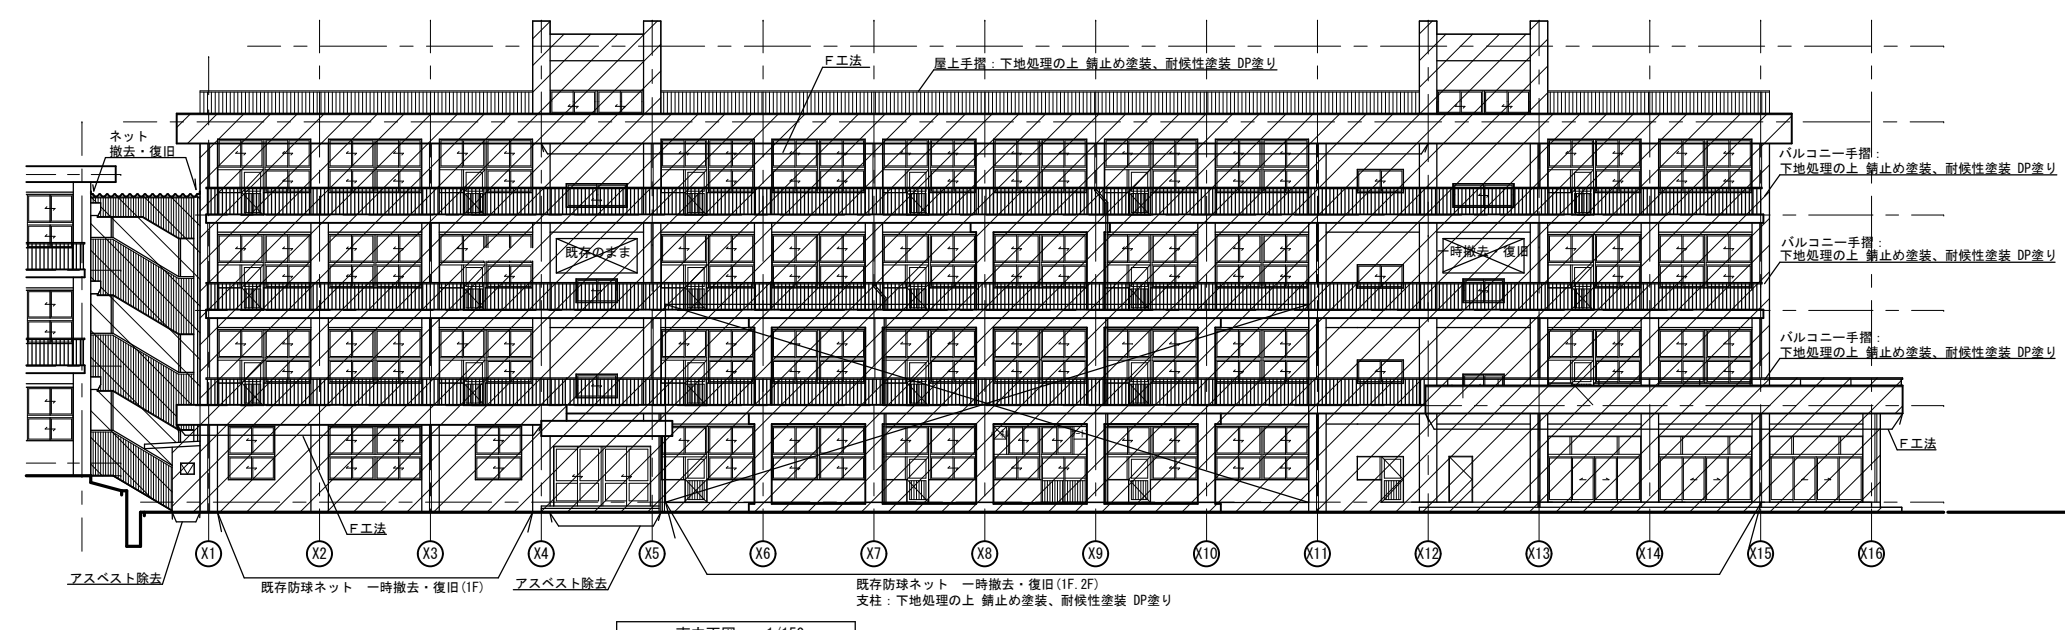 F工法
屋上手摺：下地処理の上 錆止め塗装、耐候性塗装 DP塗り
ネット
撤去・復旧
バルコニー手摺：
下地処理の上 錆止め塗装、耐候性塗装 DP塗り
既存のまま
一時撤去・復旧
バルコニー手摺：
下地処理の上 錆止め塗装、耐候性塗装 DP塗り
バルコニー手摺：
下地処理の上 錆止め塗装、耐候性塗装 DP塗り
F工法
F工法
X1 X2 X3 X4 X5 X6 X7 X8 X9 X10 X11 X12 X13 X14 X15 X16
アスベスト除去
既存防球ネット 一時撤去・復旧(1F)
アスベスト除去
既存防球ネット 一時撤去・復旧(1F.2F)
支柱：下地処理の上 錆止め塗装、耐候性塗装 DP塗り